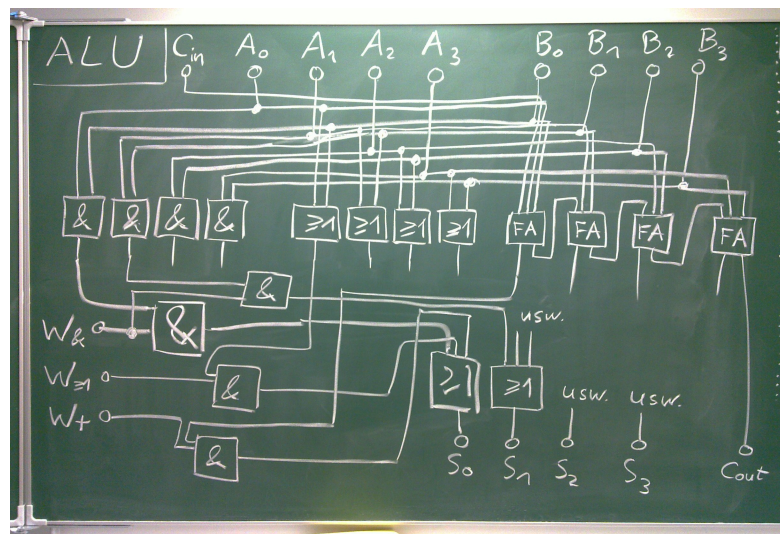 ALU Cin A0 A1 A2 A3 B0 B1 B2 B3
& & & & ≥1 ≥1 ≥1 ≥1 FA FA FA FA
&
usw.
W& &
W≥1 & ≥1 ≥1 usw. usw.
W+
&
S0 S1 S2 S3 Cout